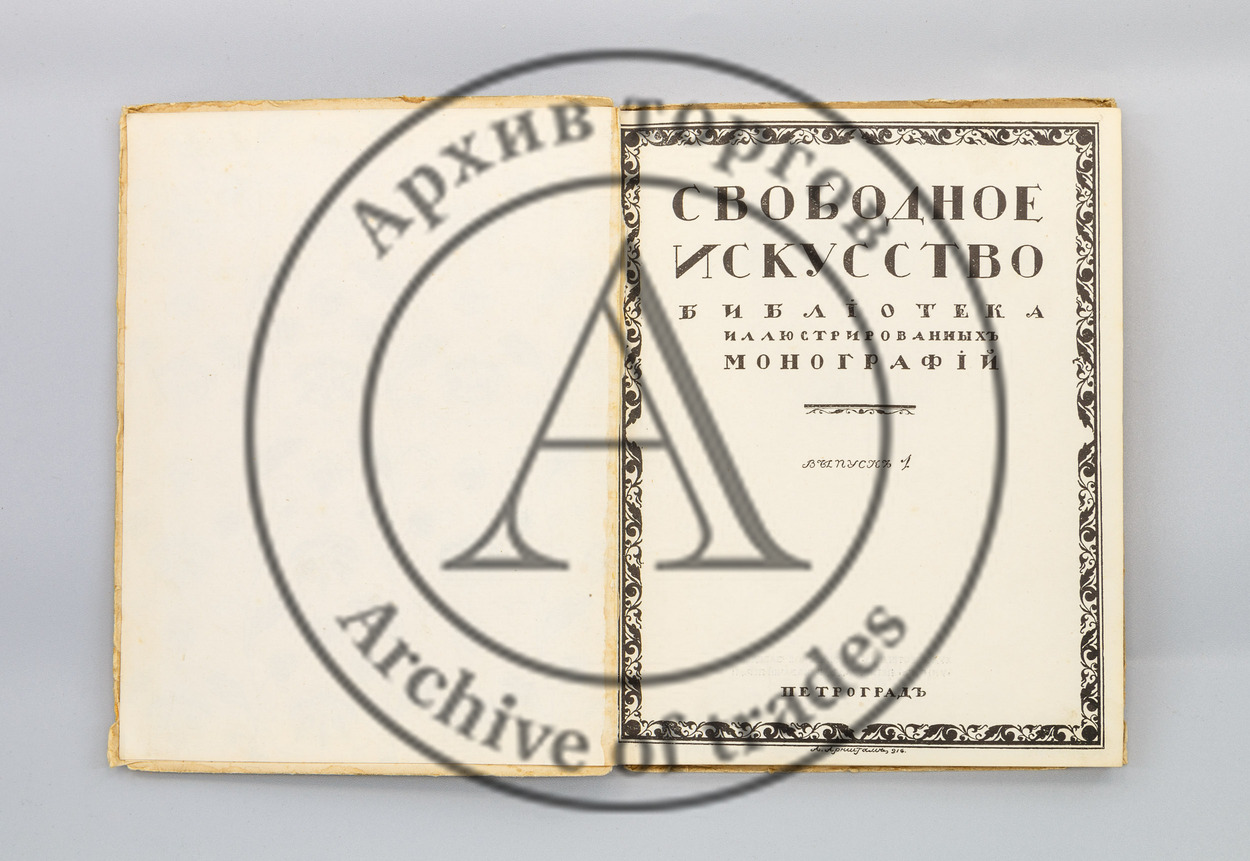 СВОБОДНОЕ
ИСКУССТВО
БИБЛІОТЕКА
ИЛЛЮСТРИРОВАННЫХЪ
МОНОГРАФІЙ
ВЫПУСКЪ 1
ПЕТРОГРАДЪ
Архив торгов
Archive of trades